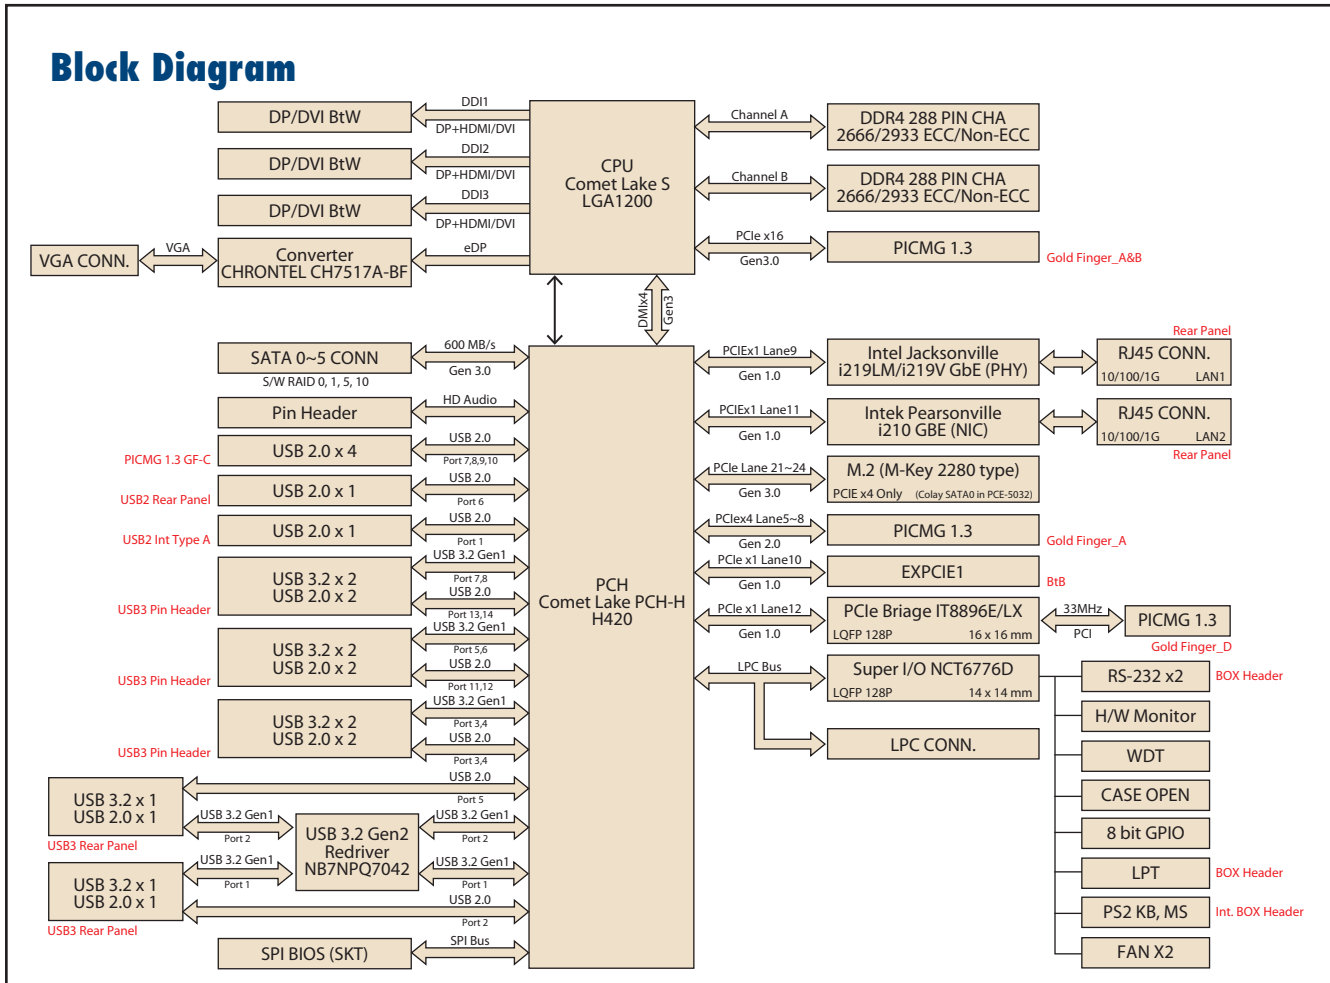 Block Diagram
DP/DVI BtW
DDI1
DP+HDMI/DVI
DP/DVI BtW
DDI2
DP+HDMI/DVI
DP/DVI BtW
DDI3
DP+HDMI/DVI
VGA CONN.
VGA
Converter
CHRONTEL CH7517A-BF
eDP
CPU
Comet Lake S
LGA1200
Channel A
DDR4 288 PIN CHA
2666/2933 ECC/Non-ECC
Channel B
DDR4 288 PIN CHA
2666/2933 ECC/Non-ECC
PCIe x16
Gen3.0
PICMG 1.3
Gold Finger_A&B
DMIx4
Gen3
SATA 0~5 CONN
S/W RAID 0, 1, 5, 10
600 MB/s
Gen 3.0
Pin Header
HD Audio
USB 2.0 x 4
PICMG 1.3 GF-C
USB 2.0
Port 7,8,9,10
USB 2.0 x 1
USB2 Rear Panel
USB 2.0
Port 6
USB 2.0 x 1
USB2 Int Type A
USB 2.0
Port 1
USB 3.2 x 2
USB 2.0 x 2
USB3 Pin Header
USB 3.2 Gen1
Port 7,8
USB 2.0
Port 13,14
USB 3.2 x 2
USB 2.0 x 2
USB3 Pin Header
USB 3.2 Gen1
Port 5,6
USB 2.0
Port 11,12
USB 3.2 x 2
USB 2.0 x 2
USB3 Pin Header
USB 3.2 Gen1
Port 3,4
USB 2.0
Port 3,4
USB 3.2 x 1
USB 2.0 x 1
USB3 Rear Panel
USB 2.0
Port 5
USB 3.2 Gen1
Port 2
USB 3.2 Gen2
Redriver
NB7NPQ7042
USB 3.2 Gen1
Port 2
USB 3.2 x 1
USB 2.0 x 1
USB3 Rear Panel
USB 3.2 Gen1
Port 1
USB 3.2 Gen1
Port 1
USB 2.0
Port 2
SPI BIOS (SKT)
SPI Bus
PCH
Comet Lake PCH-H
H420
PCIEx1 Lane9
Gen 1.0
Intel Jacksonville
i219LM/i219V GbE (PHY)
Rear Panel
RJ45 CONN.
10/100/1G LAN1
PCIEx1 Lane11
Gen 1.0
Intek Pearsonville
i210 GBE (NIC)
RJ45 CONN.
10/100/1G LAN2
Rear Panel
PCIe Lane 21~24
Gen 3.0
M.2 (M-Key 2280 type)
PCIE x4 Only (Colay SATA0 in PCE-5032)
PCIex4 Lane5~8
Gen 2.0
PICMG 1.3
Gold Finger_A
PCIe x1 Lane10
Gen 1.0
EXPCIE1
BtB
PCIe x1 Lane12
Gen 1.0
PCIe Briage IT8896E/LX
LQFP 128P 16 x 16 mm
33MHz
PCI
PICMG 1.3
Gold Finger_D
LPC Bus
Super I/O NCT6776D
LQFP 128P 14 x 14 mm
LPC CONN.
RS-232 x2
BOX Header
H/W Monitor
WDT
CASE OPEN
8 bit GPIO
LPT
BOX Header
PS2 KB, MS
Int. BOX Header
FAN X2